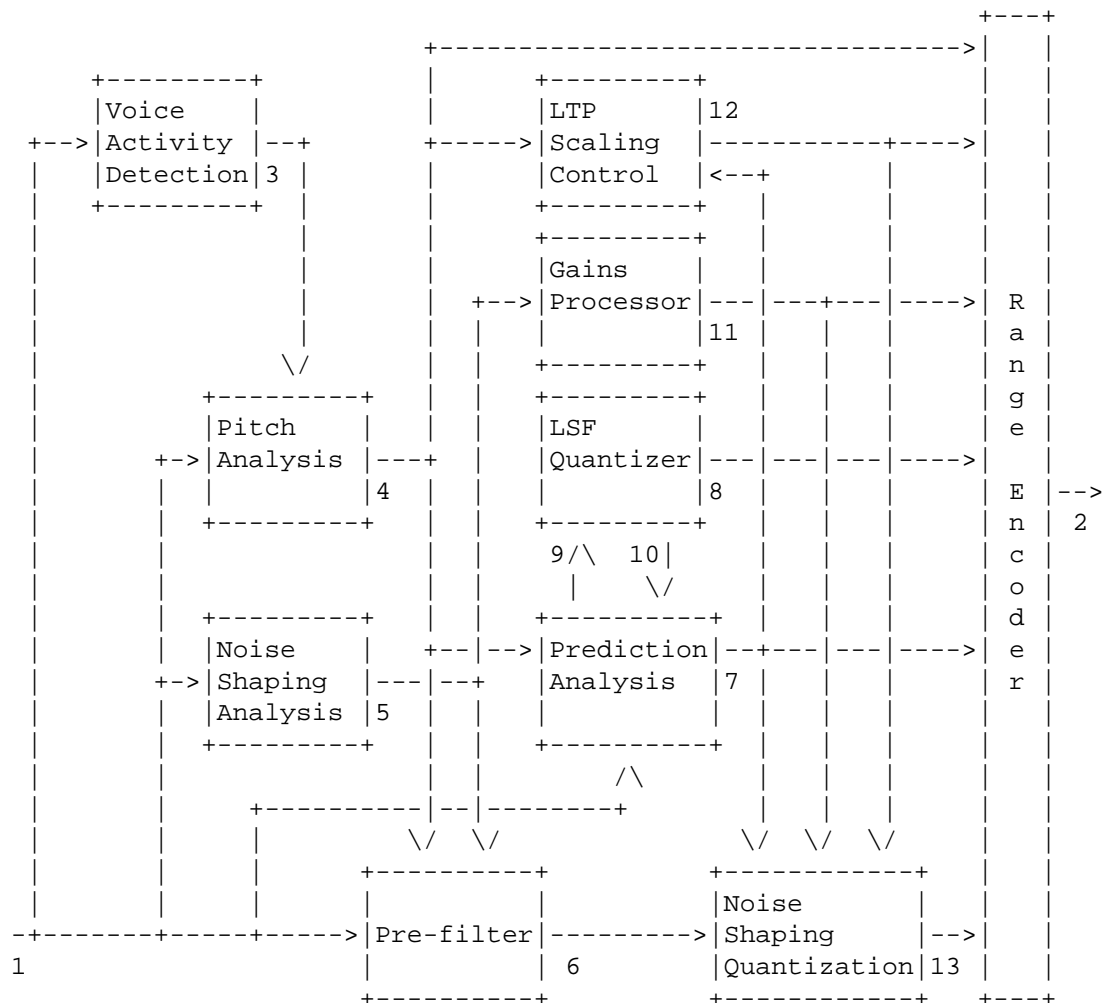 Voice
LTP 12
Activity
Scaling
Detection 3
Control
Gains
Processor
R
11
a
n
Pitch
LSF
g
Analysis
Quantizer
e
4
8
E
2
n
9 10
c
o
d
Noise
Prediction
e
Shaping
Analysis 7
r
Analysis 5
Noise
Pre-filter
Shaping
1
6
Quantization 13